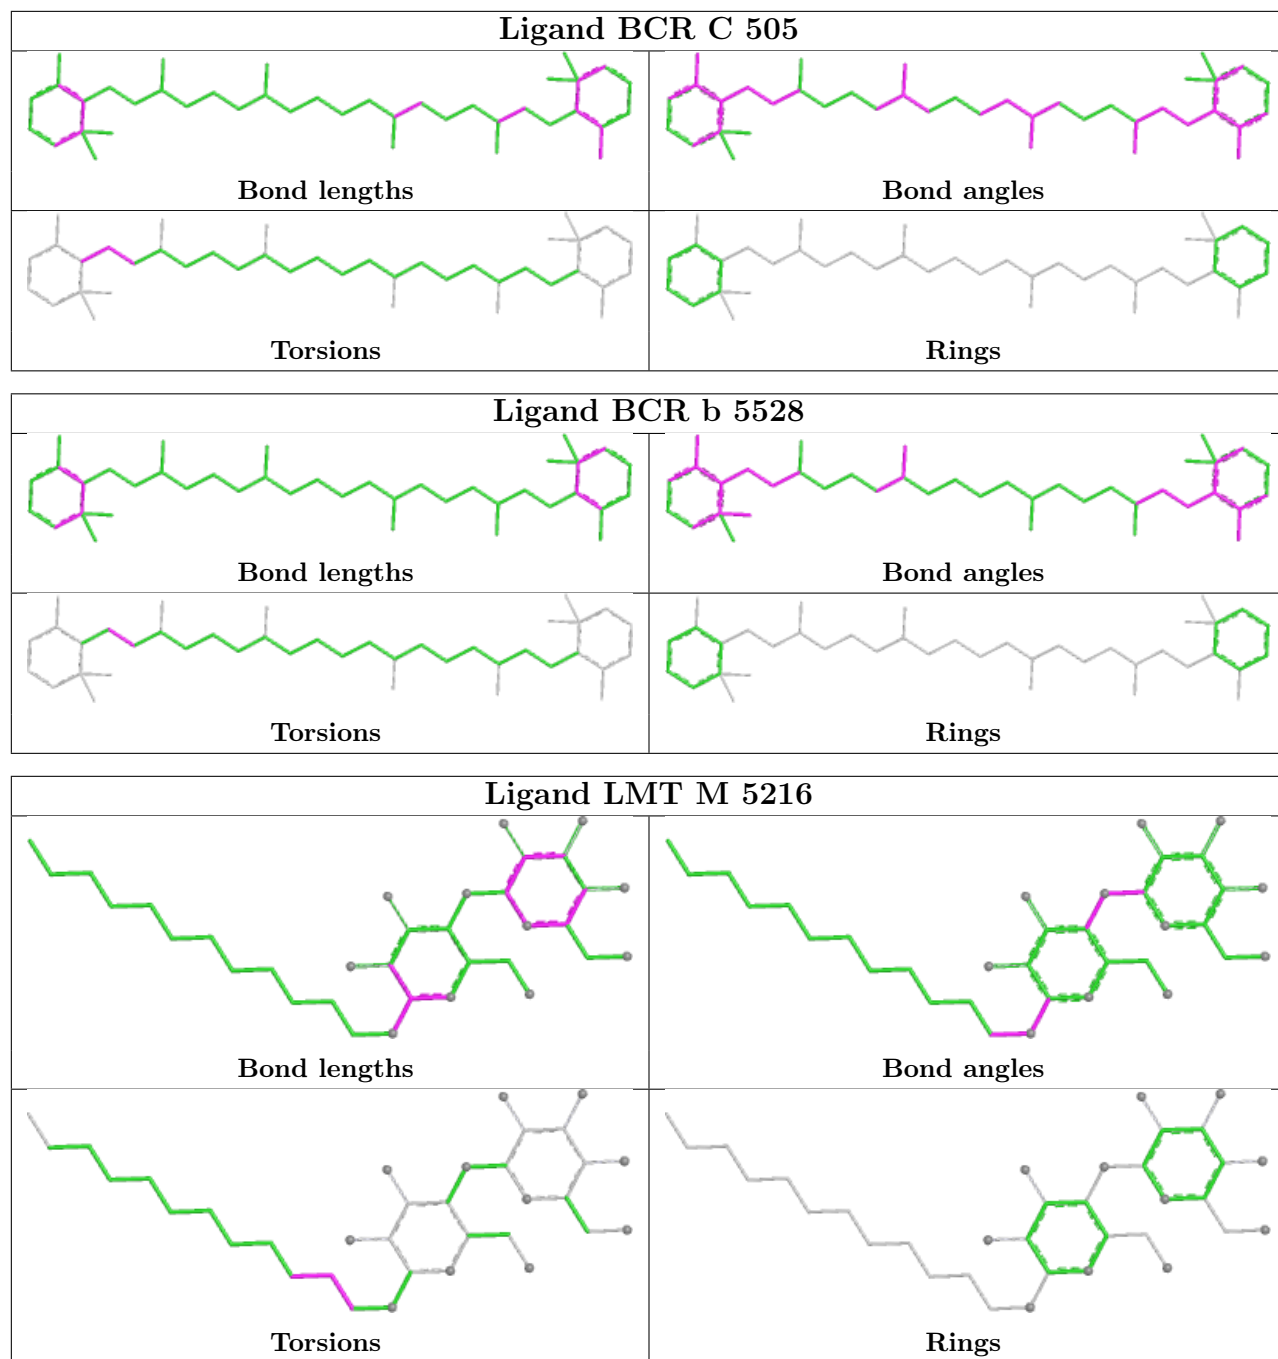 Ligand BCR C 505
Bond lengths
Bond angles
Torsions
Rings
Ligand BCR b 5528
Bond lengths
Bond angles
Torsions
Rings
Ligand LMT M 5216
Bond lengths
Bond angles
Torsions
Rings